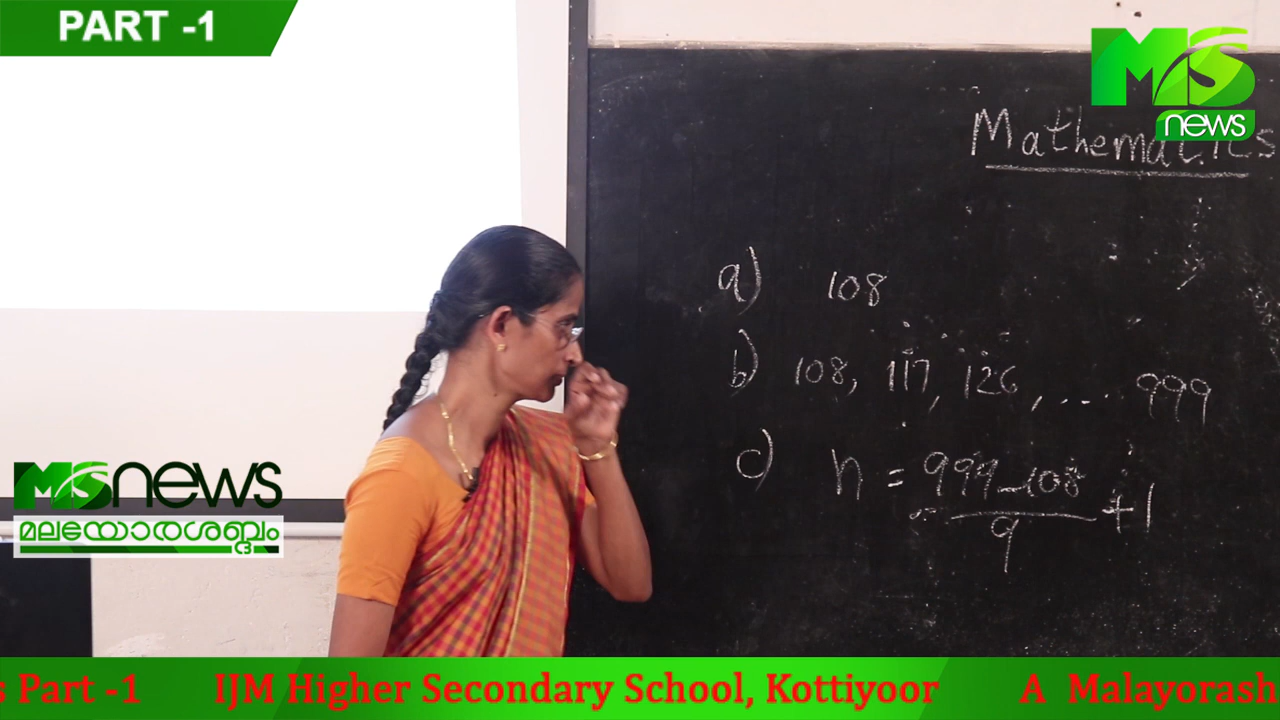 PART -1
MS
news
Mathematics
a) 108
b) 108, 117, 126, .... 999
c) n = 999-108 +1
9
MS news
മലയോരശബ്ദം
s Part -1 IJM Higher Secondary School, Kottiyoor A Malayorash